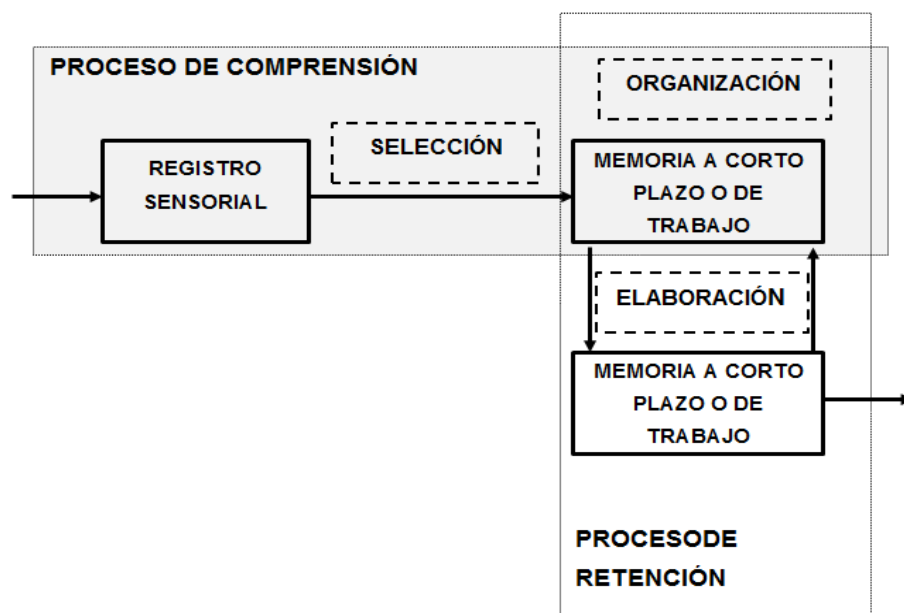 PROCESO DE COMPRENSIÓN
ORGANIZACIÓN
SELECCIÓN
REGISTRO
SENSORIAL
MEMORIA A CORTO
PLAZO O DE
TRABAJO
ELABORACIÓN
MEMORIA A CORTO
PLAZO O DE
TRABAJO
PROCESODE
RETENCIÓN